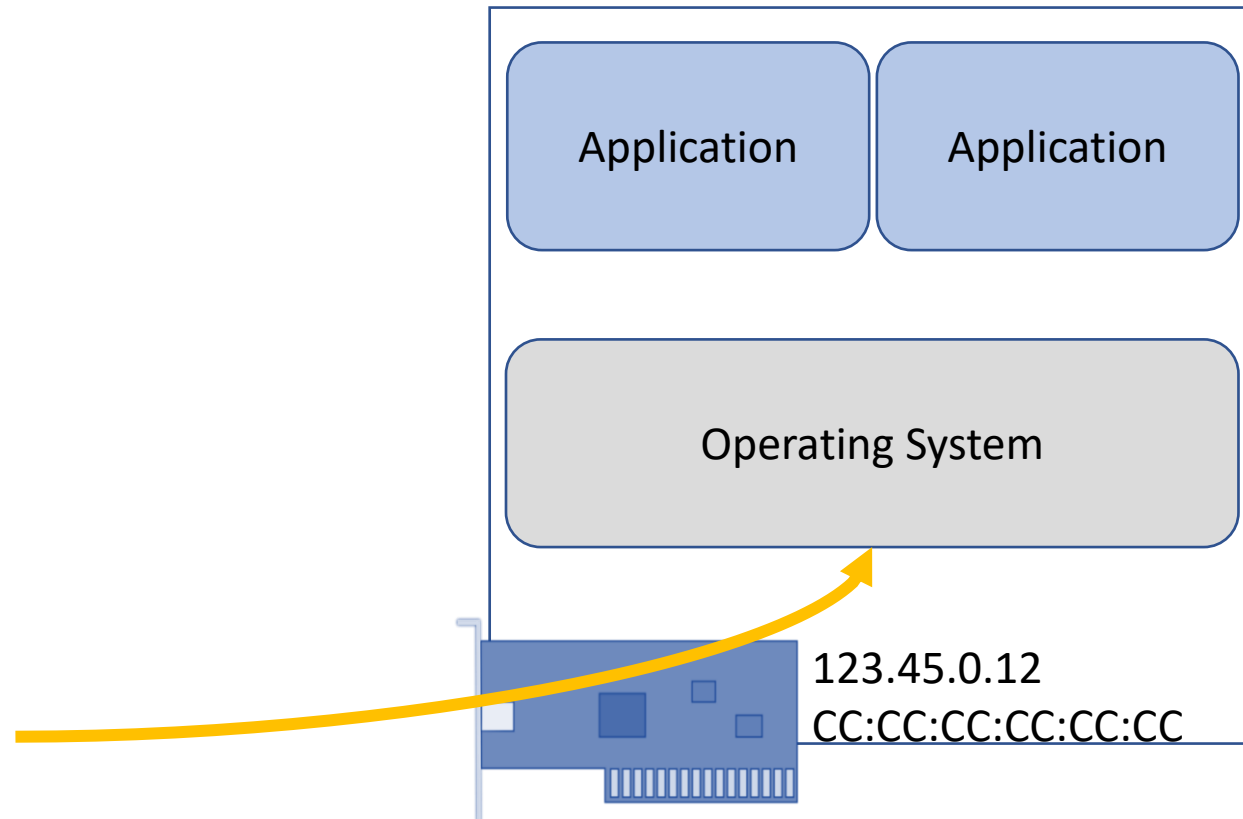 Application
Application
Operating System
123.45.0.12
CC:CC:CC:CC:CC:CC